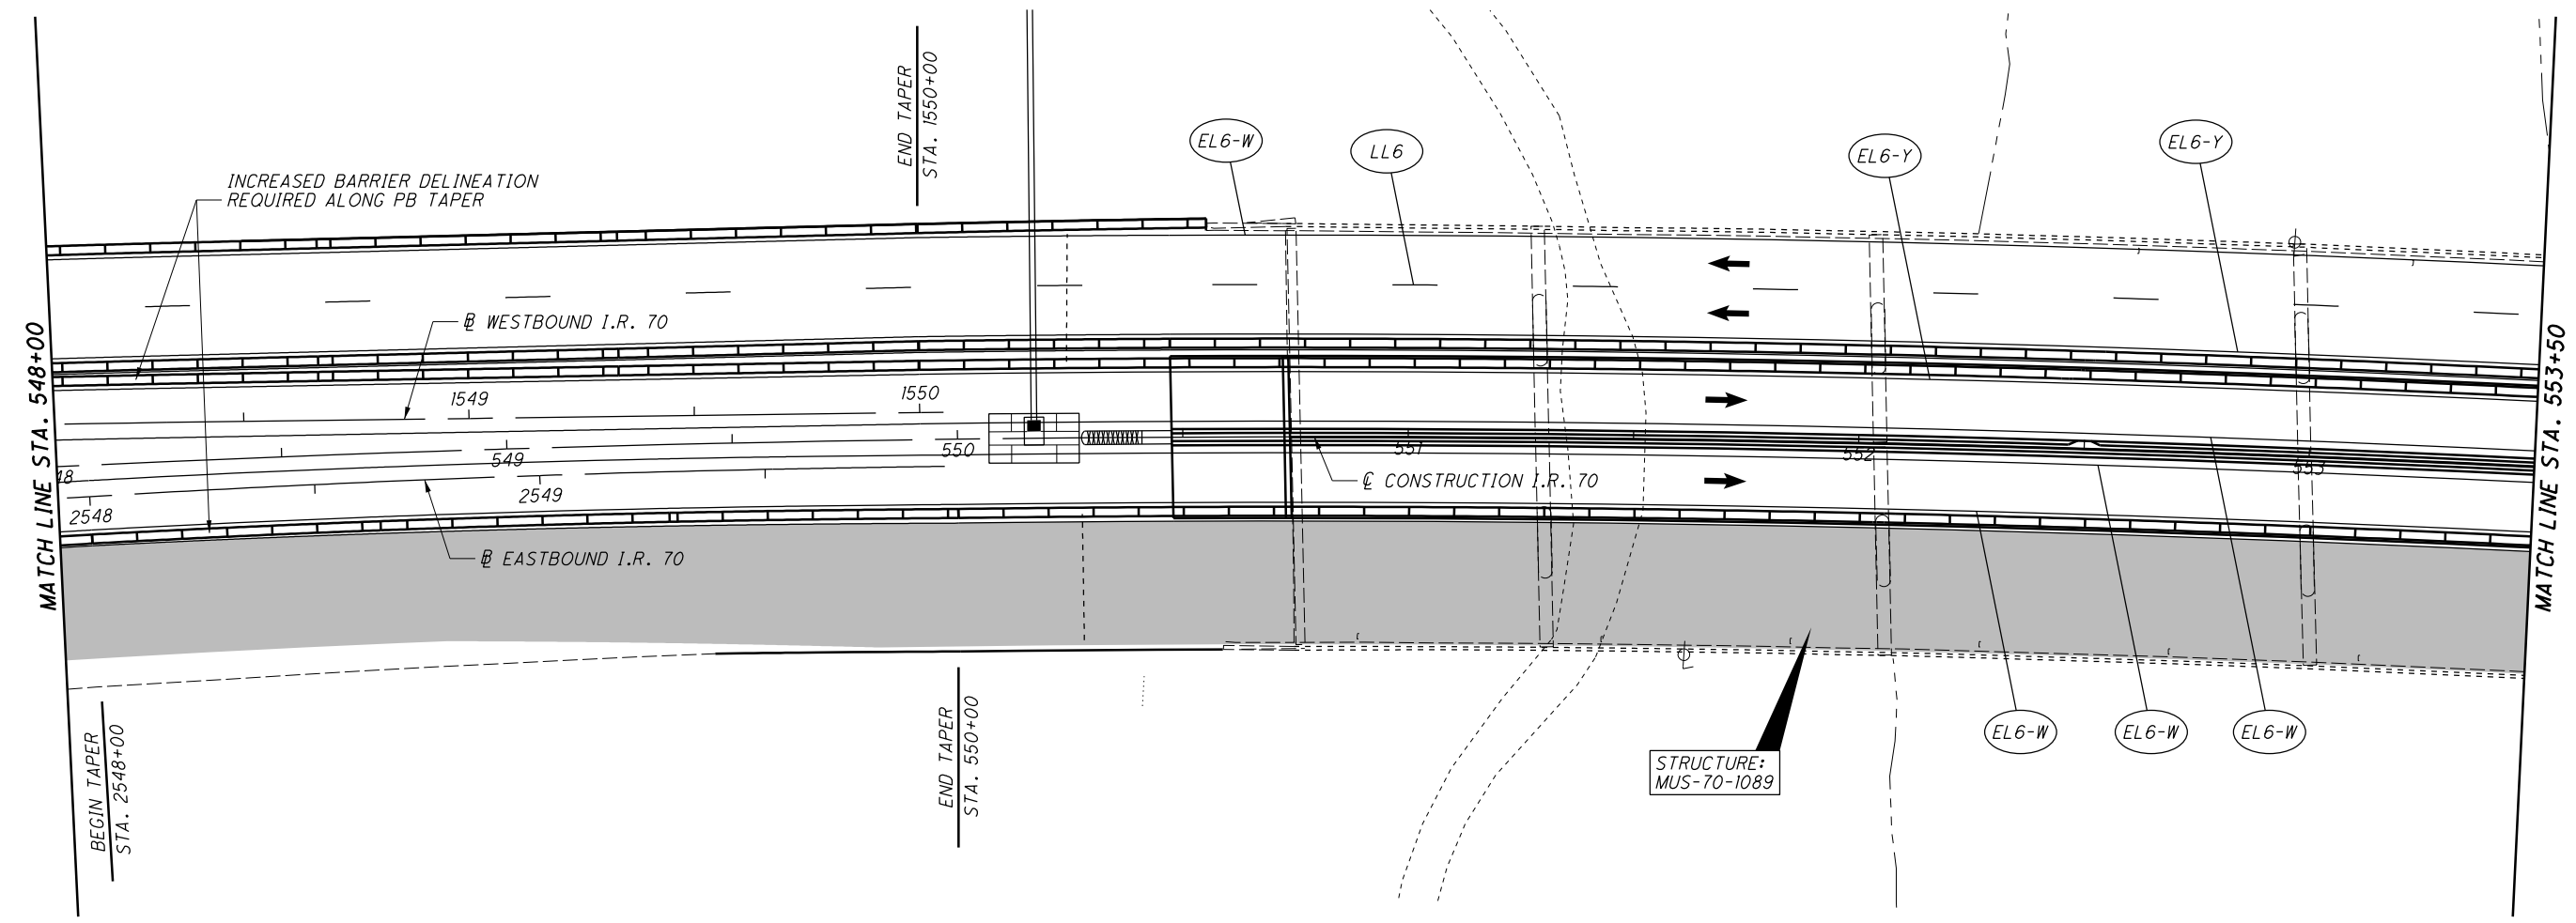 MATCH LINE STA. 548+00
INCREASED BARRIER DELINEATION
REQUIRED ALONG PB TAPER
END TAPER
STA. 1550+00
EL6-W
LL6
EL6-Y
EL6-Y
MATCH LINE STA. 553+50
℄ WESTBOUND I.R. 70
1549
1550
48
549
550
551
552
553
2548
2549
℄ CONSTRUCTION I.R. 70
EASTBOUND I.R. 70
BEGIN TAPER
STA. 2548+00
END TAPER
STA. 550+00
STRUCTURE:
MUS-70-1089
EL6-W
EL6-W
EL6-W